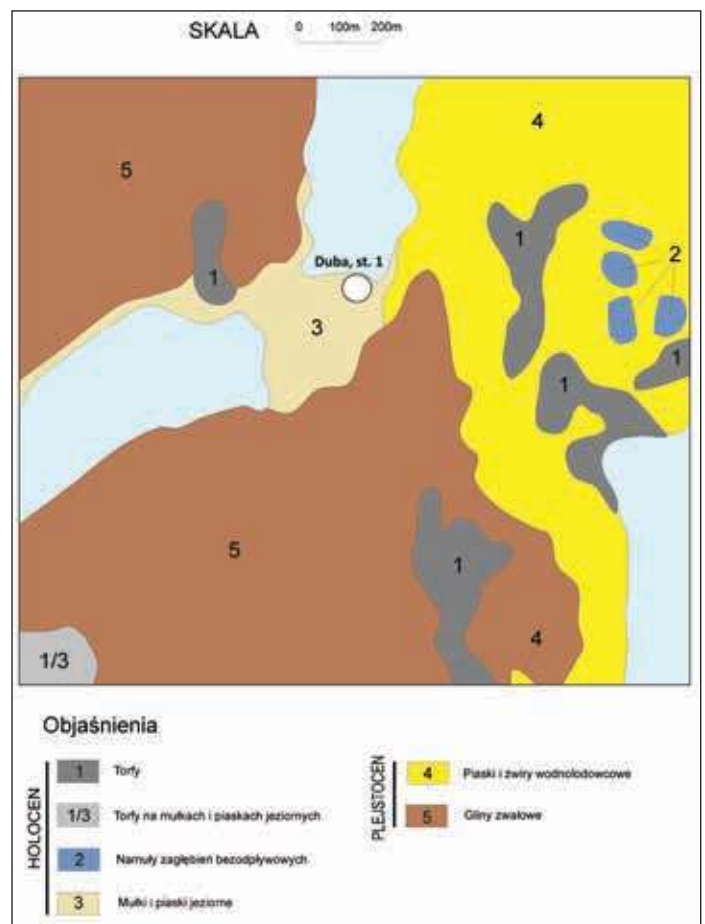 SKALA 0 100m 200m
4
5
1
2
Duba, st. 1
1
3
1
1
5
1
4
1/3
Objaśnienia
HOLOCEN
1 Torfy
1/3 Torfy na mułkach i piaskach jeziornych
2 Namuły zagłębień bezodpływowych
3 Mułki i piaski jeziorne
PLEJSTOCEN
4 Piaski i żwiry wodnolodowcowe
5 Gliny zwałowe